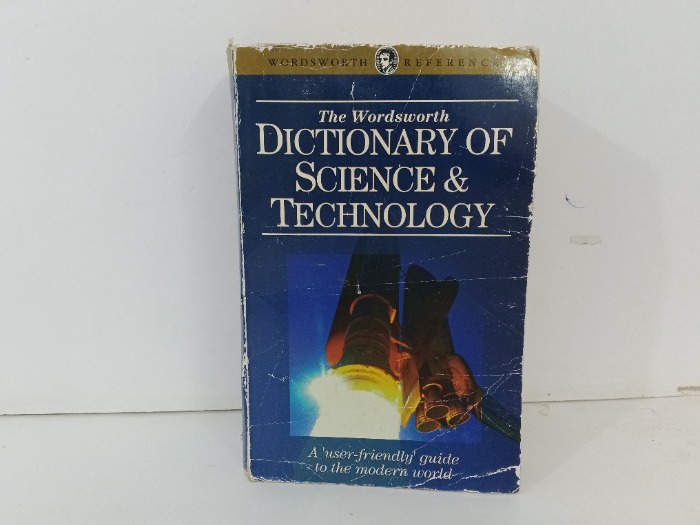 WORDSWORTH REFERENCE
The Wordsworth
DICTIONARY OF
SCIENCE &
TECHNOLOGY
A 'user-friendly' guide
to the modern world